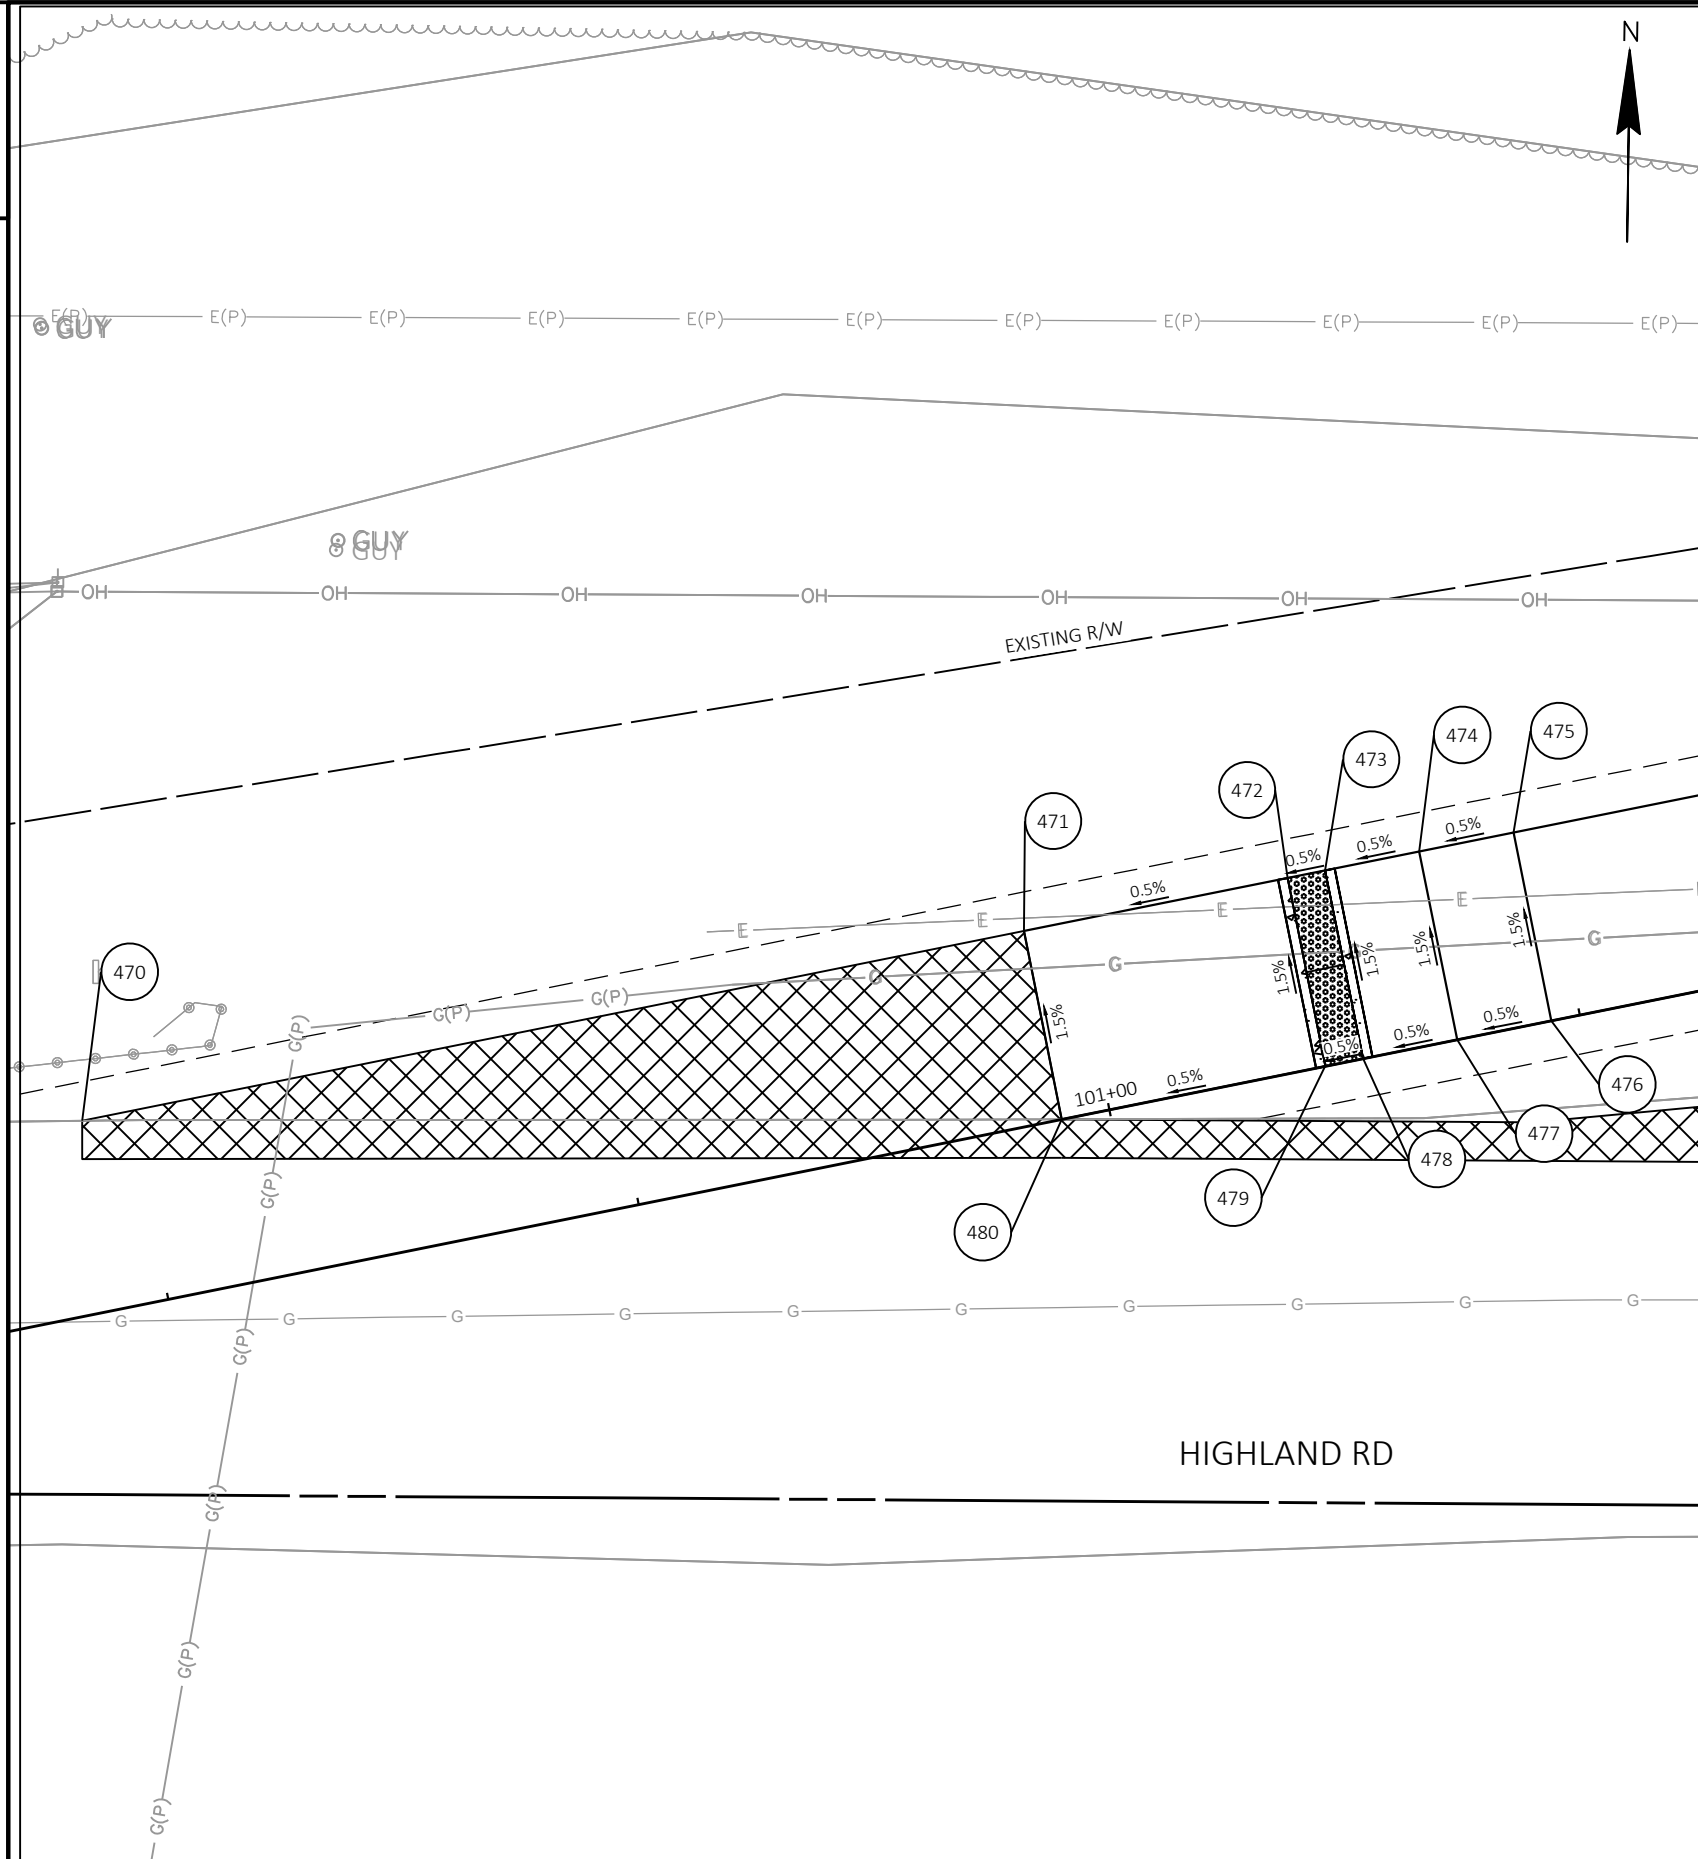 N
E(P) E(P) E(P) E(P) E(P) E(P) E(P) E(P) E(P) E(P) E(P)
GUY
GUY
GUY
GUY
OH OH OH OH OH OH OH
EXISTING R/W
475
474
473
472
471
0.5% 0.5% 0.5% 0.5%
E E E E
470
G(P) G(P) G(P) G G G
1.5% 1.5% 1.5% 1.5% 1.5%
0.5% 0.5% 0.5% 0.5%
101+00
476
477
478
479
480
G(P)
G G G G G G G G G G
G(P)
HIGHLAND RD
G(P)
G(P)
G(P)